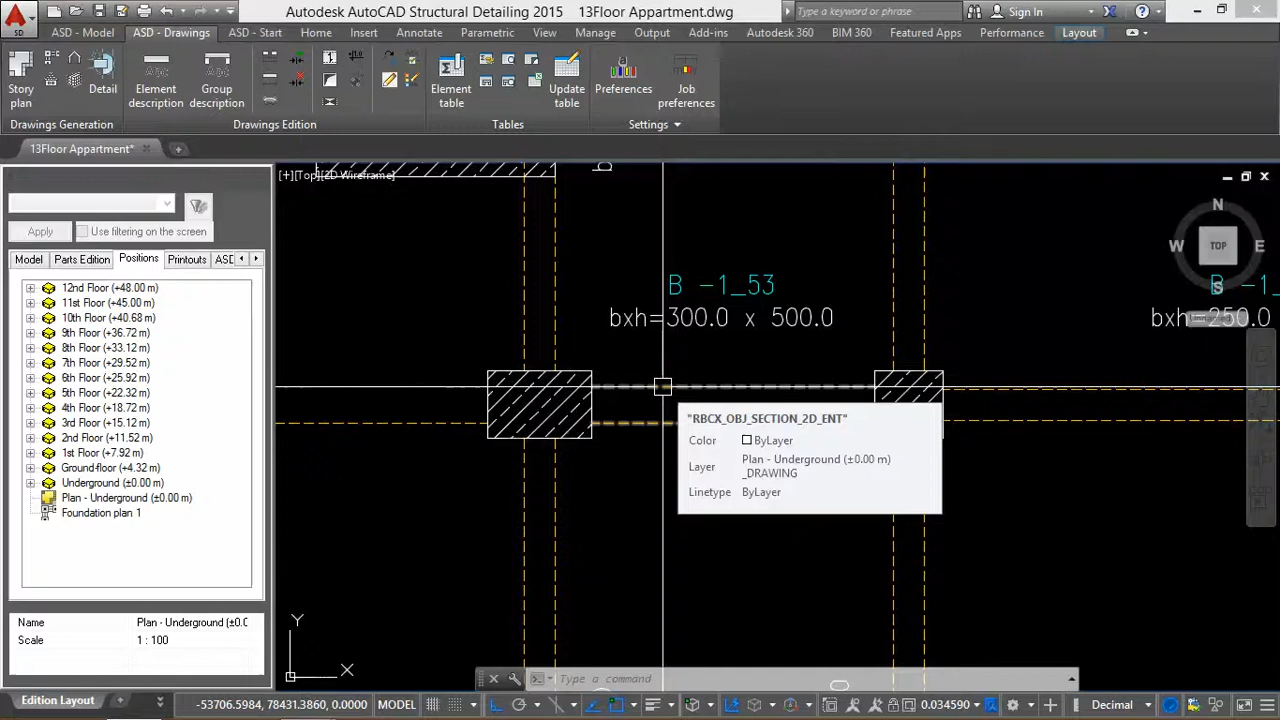 Autodesk AutoCAD Structural Detailing 2015 13Floor Appartment.dwg
Type a keyword or phrase
Sign In
SD
ASD - Model
ASD - Drawings
ASD - Start
Home
Insert
Annotate
Parametric
View
Manage
Output
Add-ins
Autodesk 360
BIM 360
Featured Apps
Performance
Layout
Story plan
Detail
Element description
Group description
Element table
Update table
Preferences
Job preferences
Drawings Generation
Drawings Edition
Tables
Settings
13Floor Appartment*
[+][Top][2D Wireframe]
b
N
W
TOP
E
S
Unnamed
Apply
Use filtering on the screen
Model
Parts Edition
Positions
Printouts
ASD
12nd Floor (+48.00 m)
11st Floor (+45.00 m)
10th Floor (+40.68 m)
9th Floor (+36.72 m)
8th Floor (+33.12 m)
7th Floor (+29.52 m)
6th Floor (+25.92 m)
5th Floor (+22.32 m)
4th Floor (+18.72 m)
3rd Floor (+15.12 m)
2nd Floor (+11.52 m)
1st Floor (+7.92 m)
Ground-floor (+4.32 m)
Underground (±0.00 m)
Plan - Underground (±0.00 m)
Foundation plan 1
B -1_53
bxh=300.0 x 500.0
B -1_
bxh=250.0
"RBCX_OBJ_SECTION_2D_ENT"
Color ByLayer
Layer Plan - Underground (±0.00 m)
_DRAWING
Linetype ByLayer
Name Plan - Underground (±0.0
Scale 1 : 100
Y
X
Type a command
Edition Layout
-53706.5984, 78431.3860, 0.0000
MODEL
0.034590
Decimal